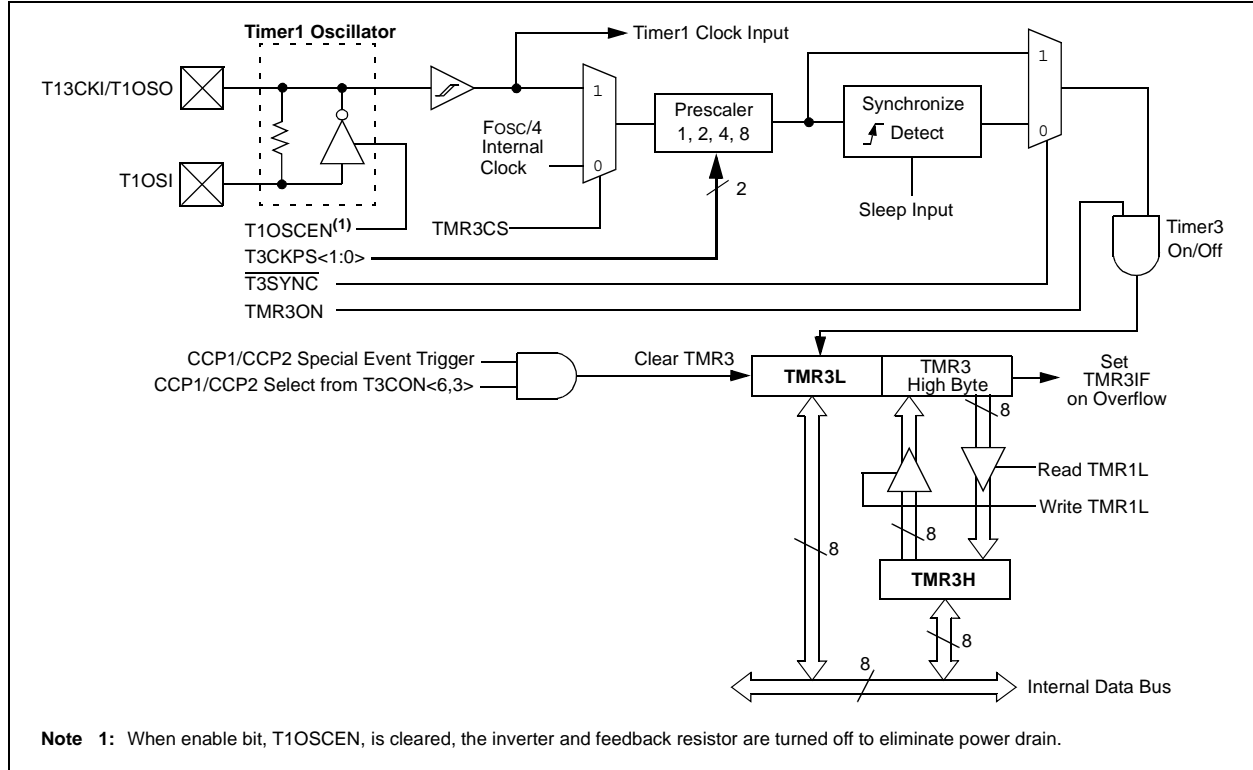 Timer1 Oscillator
Timer1 Clock Input
T13CKI/T1OSO
1
1
FOSC/4
Internal
Clock
Prescaler
1, 2, 4, 8
Synchronize
Detect
0
0
T1OSI
2
Sleep Input
T1OSCEN(1)
TMR3CS
Timer3
On/Off
T3CKPS<1:0>
T3SYNC
TMR3ON
CCP1/CCP2 Special Event Trigger
CCP1/CCP2 Select from T3CON<6,3>
Clear TMR3
TMR3L
TMR3
High Byte
Set
TMR3IF
on Overflow
8
Read TMR1L
Write TMR1L
8
8
TMR3H
8
8
Internal Data Bus
Note 1: When enable bit, T1OSCEN, is cleared, the inverter and feedback resistor are turned off to eliminate power drain.